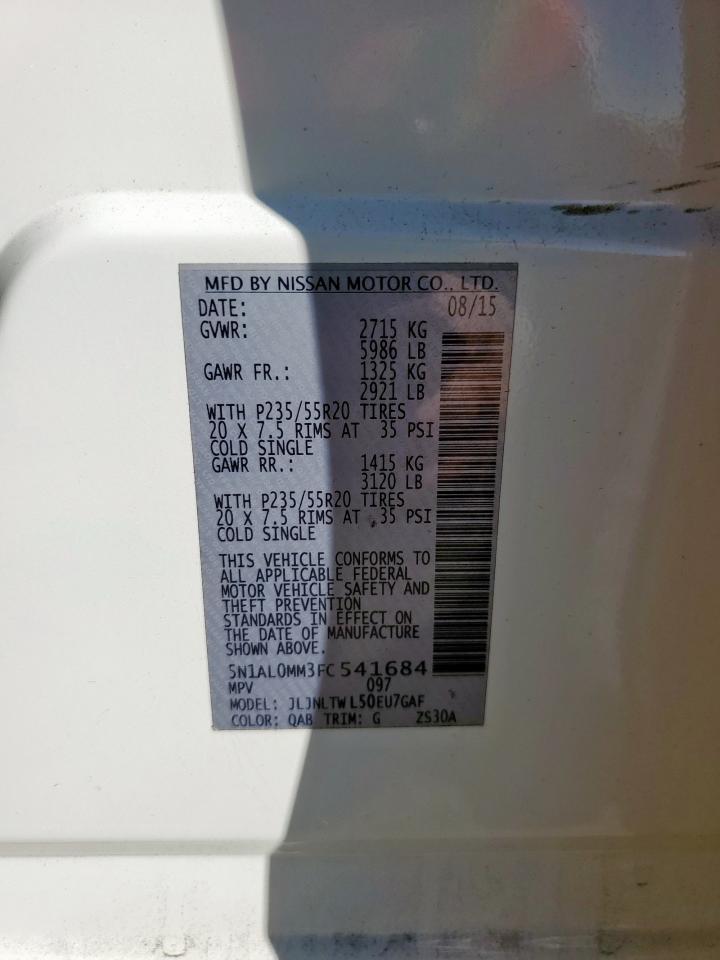 MFD BY NISSAN MOTOR CO., LTD.
DATE: 08/15
GVWR: 2715 KG
5986 LB
GAWR FR.: 1325 KG
2921 LB
WITH P235/55R20 TIRES
20 X 7.5 RIMS AT 35 PSI
COLD SINGLE
GAWR RR.: 1415 KG
3120 LB
WITH P235/55R20 TIRES
20 X 7.5 RIMS AT 35 PSI
COLD SINGLE
THIS VEHICLE CONFORMS TO
ALL APPLICABLE FEDERAL
MOTOR VEHICLE SAFETY AND
THEFT PREVENTION
STANDARDS IN EFFECT ON
THE DATE OF MANUFACTURE
SHOWN ABOVE.
5N1AL0MM3FC541684
MPV 097
MODEL: JLJNLTWL50EU7GAF
COLOR: QAB TRIM: G ZS30A